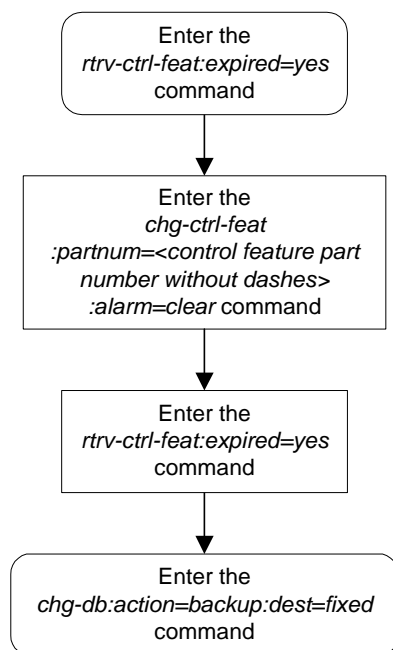 Enter the
rtrv-ctrl-feat:expired=yes
command
Enter the
chg-ctrl-feat
:partnum=<control feature part
number without dashes>
:alarm=clear command
Enter the
rtrv-ctrl-feat:expired=yes
command
Enter the
chg-db:action=backup:dest=fixed
command